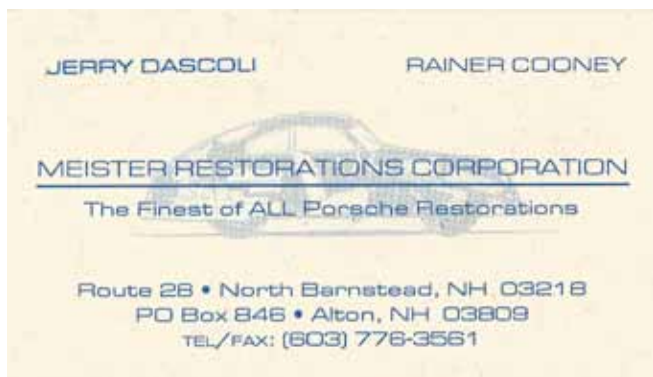 JERRY DASCOLI RAINER COONEY
MEISTER RESTORATIONS CORPORATION
The Finest of ALL Porsche Restorations
Route 28 • North Barnstead, NH 03218
PO Box 846 • Alton, NH 03809
TEL/FAX: (603) 776-3561